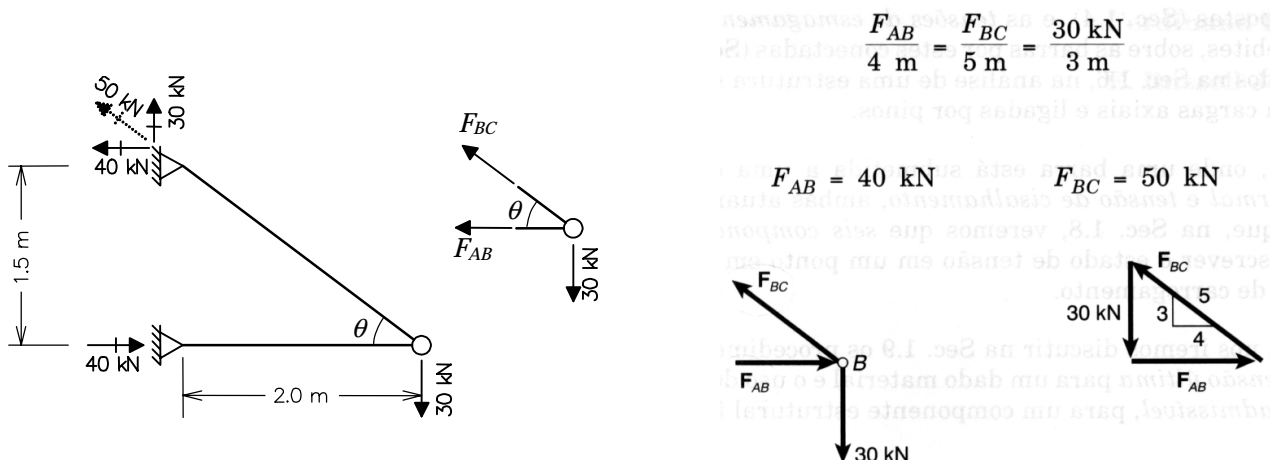 50 kN
30 kN
40 kN
1.5 m
40 kN
2.0 m
θ
30 kN
F_BC
θ
F_AB
30 kN
F_AB / 4 m = F_BC / 5 m = 30 kN / 3 m
F_AB = 40 kN
F_BC = 50 kN
F_BC
F_AB
B
30 kN
F_BC
30 kN
3
5
4
F_AB